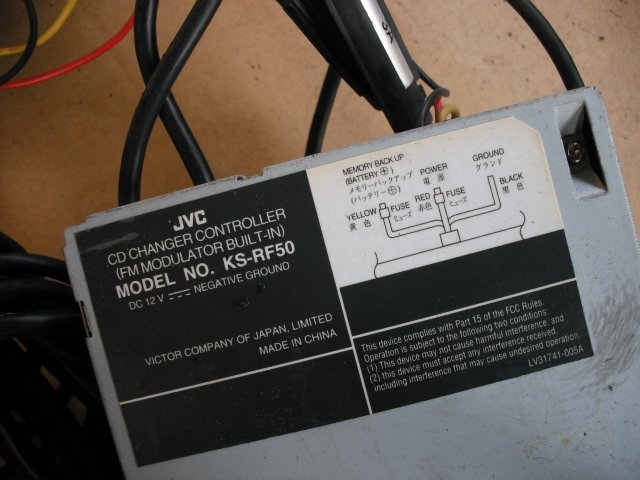 JVC
CD CHANGER CONTROLLER
(FM MODULATOR BUILT-IN)
MODEL NO. KS-RF50
DC 12 V NEGATIVE GROUND
VICTOR COMPANY OF JAPAN, LIMITED
MADE IN CHINA
MEMORY BACK UP
(BATTERY ⊕)
メモリーバックアップ
(バッテリー⊕)
POWER
電源
GROUND
グランド
YELLOW
黄色
FUSE
ヒューズ
RED
赤色
FUSE
ヒューズ
BLACK
黒色
This device complies with Part 15 of the FCC Rules.
Operation is subject to the following two conditions:
(1) This device may not cause harmful interference, and
(2) this device must accept any interference received,
including interference that may cause undesired operation.
LV31741-005A